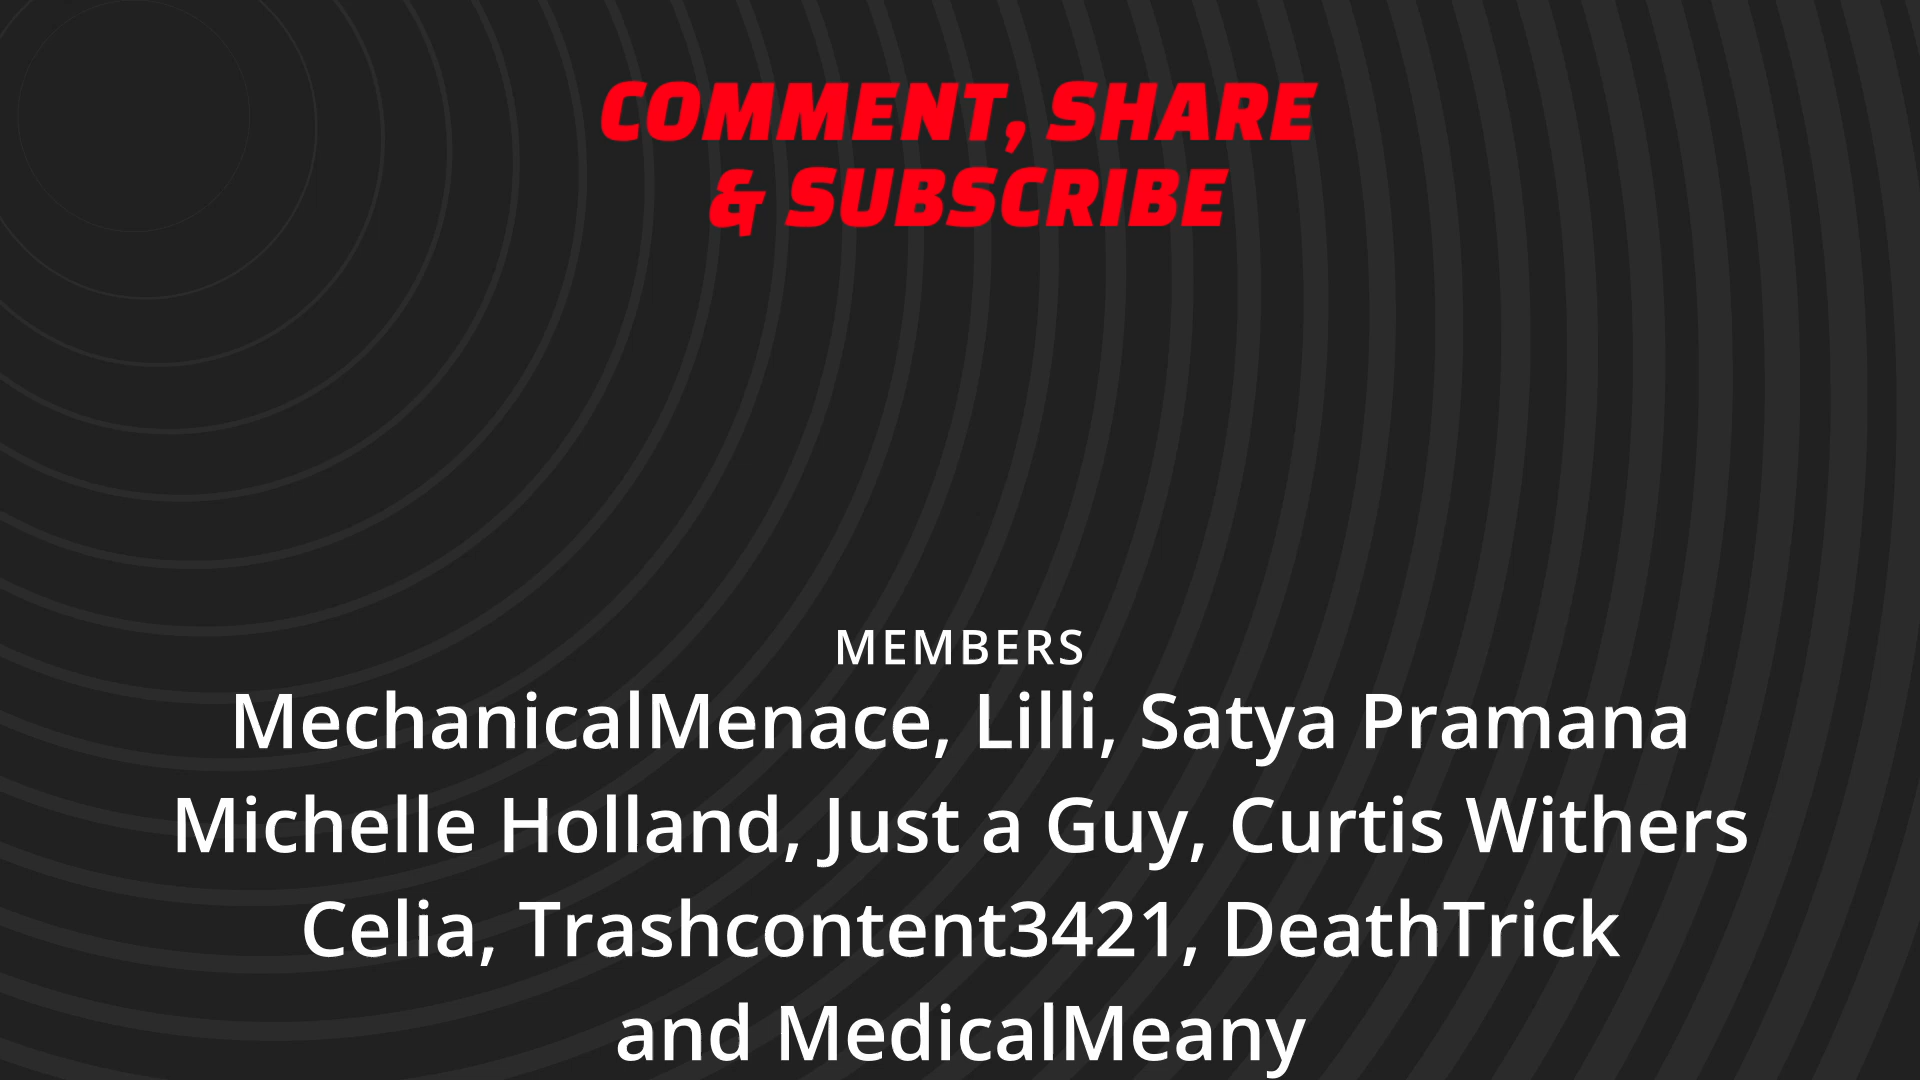 COMMENT, SHARE
& SUBSCRIBE
MEMBERS
MechanicalMenace, Lilli, Satya Pramana
Michelle Holland, Just a Guy, Curtis Withers
Celia, Trashcontent3421, DeathTrick
and MedicalMeany